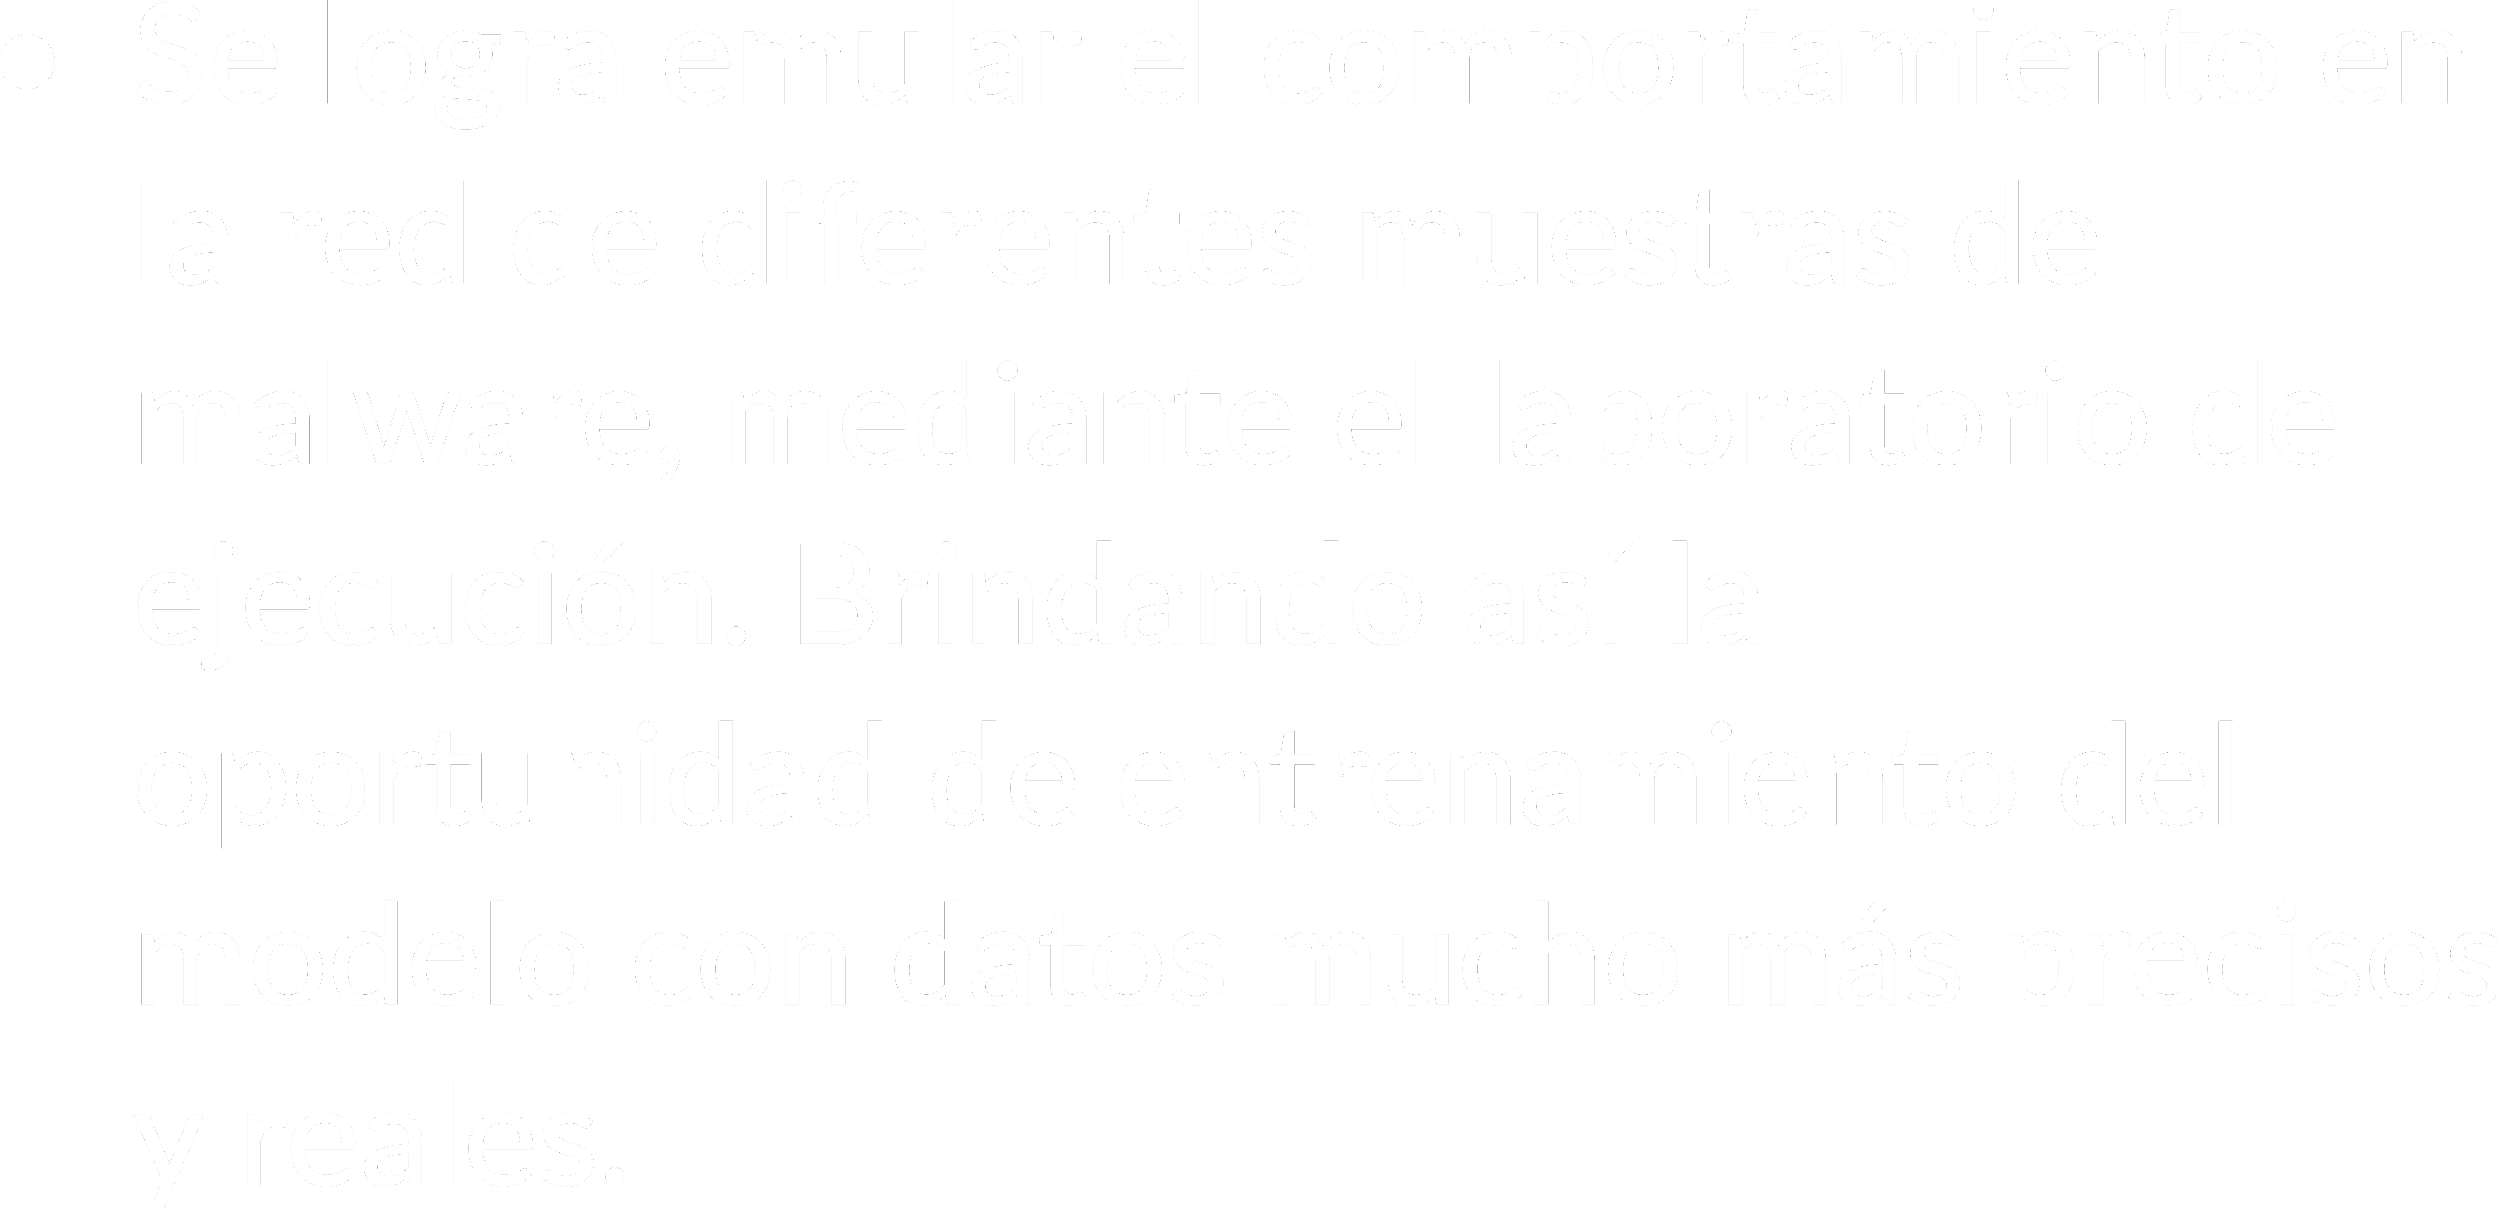 • Se logra emular el comportamiento en
la red de diferentes muestras de
malware, mediante el laboratorio de
ejecución. Brindando así la
oportunidad de entrenamiento del
modelo con datos mucho más precisos
y reales.